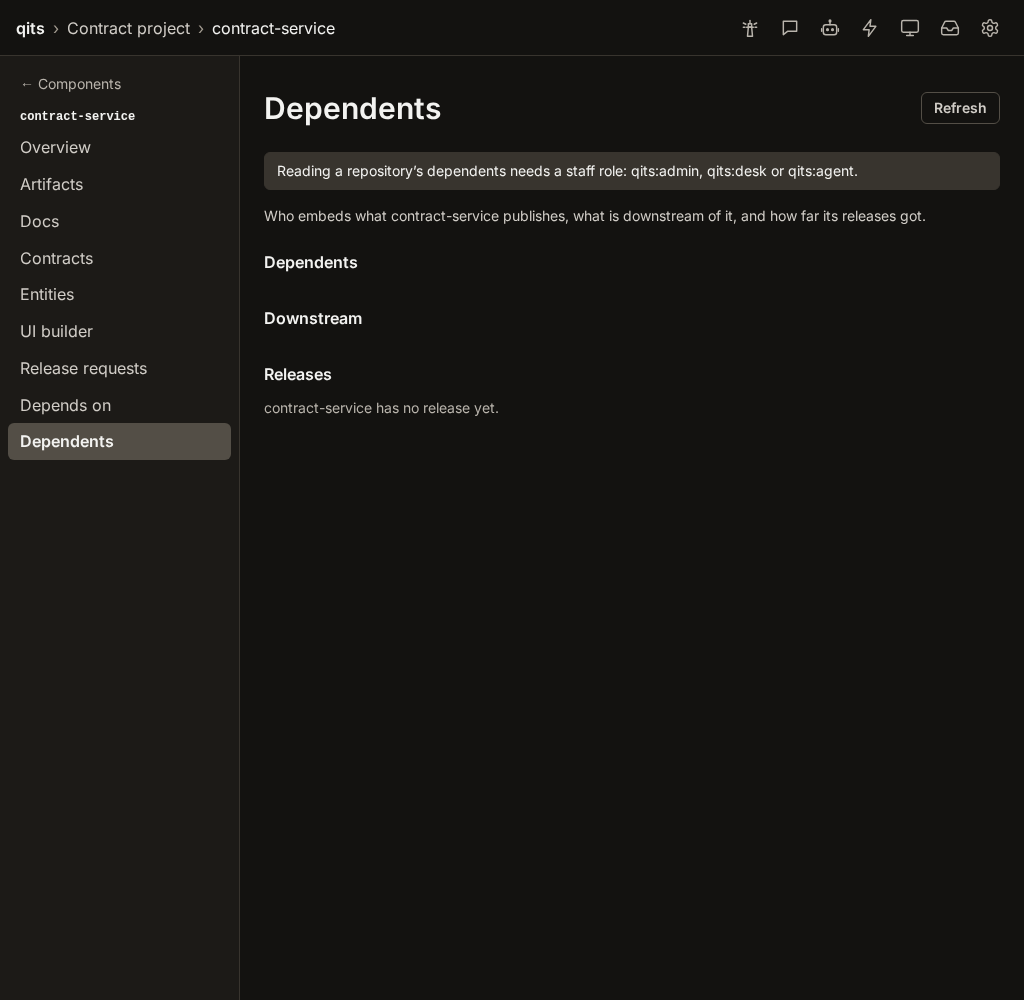 qits › Contract project › contract-service
← Components
contract-service
Overview
Artifacts
Docs
Contracts
Entities
UI builder
Release requests
Depends on
Dependents
Dependents
Refresh
Reading a repository’s dependents needs a staff role: qits:admin, qits:desk or qits:agent.
Who embeds what contract-service publishes, what is downstream of it, and how far its releases got.
Dependents
Downstream
Releases
contract-service has no release yet.